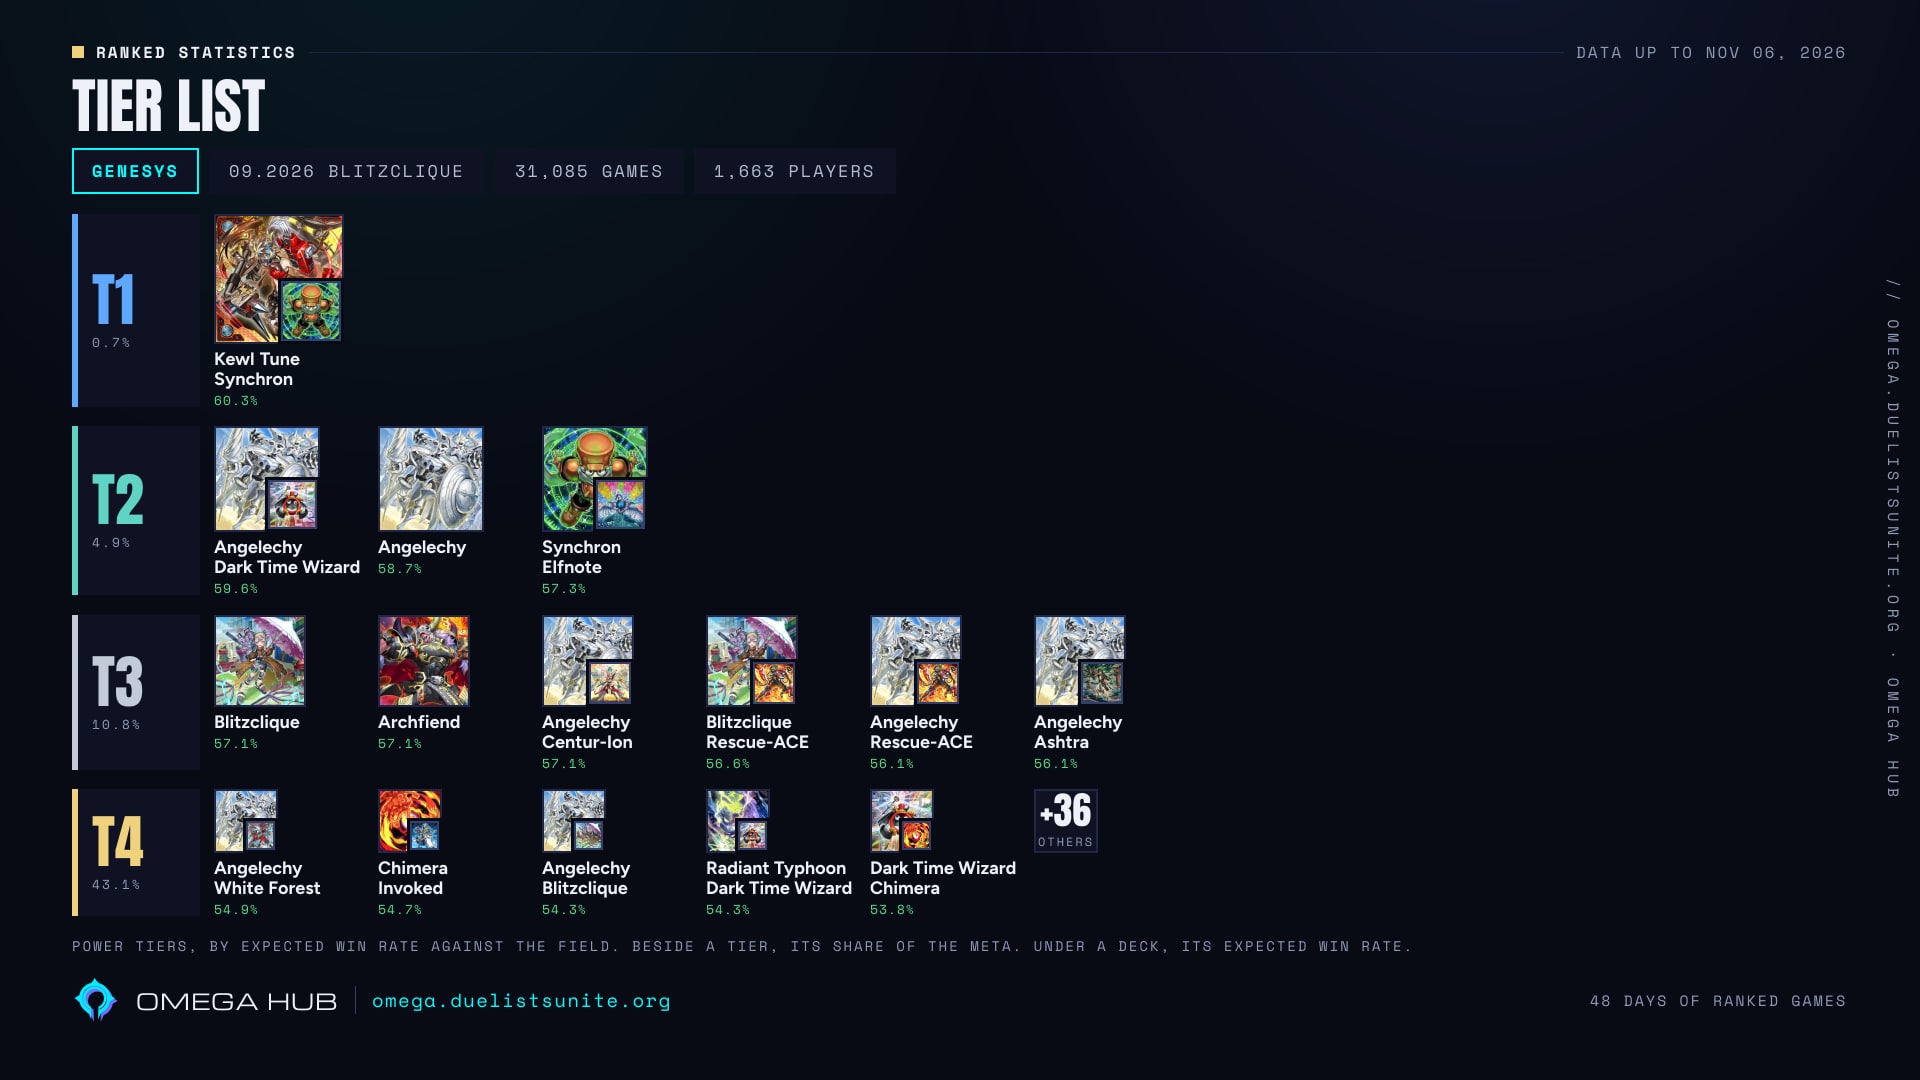 RANKED STATISTICS
DATA UP TO NOV 06, 2026
TIER LIST
GENESYS
09.2026 BLITZCLIQUE
31,085 GAMES
1,663 PLAYERS
T1
0.7%
Kewl Tune
Synchron
60.3%
T2
4.9%
Angelechy
Dark Time Wizard
59.6%
Angelechy
58.7%
Synchron
Elfnote
57.3%
T3
10.8%
Blitzclique
57.1%
Archfiend
57.1%
Angelechy
Centur-Ion
57.1%
Blitzclique
Rescue-ACE
56.6%
Angelechy
Rescue-ACE
56.1%
Angelechy
Ashtra
56.1%
T4
43.1%
Angelechy
White Forest
54.9%
Chimera
Invoked
54.7%
Angelechy
Blitzclique
54.3%
Radiant Typhoon
Dark Time Wizard
54.3%
Dark Time Wizard
Chimera
53.8%
+36
OTHERS
POWER TIERS, BY EXPECTED WIN RATE AGAINST THE FIELD. BESIDE A TIER, ITS SHARE OF THE META. UNDER A DECK, ITS EXPECTED WIN RATE.
OMEGA HUB
omega.duelistsunite.org
48 DAYS OF RANKED GAMES
// OMEGA.DUELISTSUNITE.ORG · OMEGA HUB